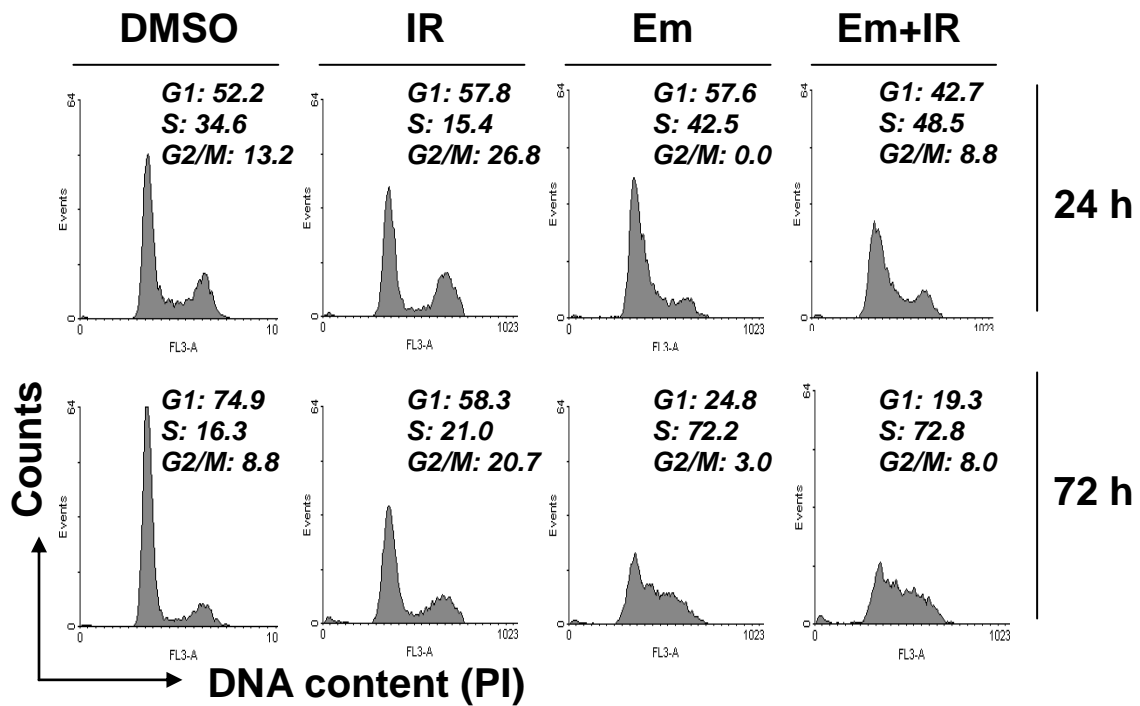 DMSO
IR
Em
Em+IR
G1: 52.2
S: 34.6
G2/M: 13.2
64
Events
0
0
10
FL3-A
G1: 57.8
S: 15.4
G2/M: 26.8
64
Events
0
0
1023
FL3-A
G1: 57.6
S: 42.5
G2/M: 0.0
64
Events
0
0
1023
FL3-A
G1: 42.7
S: 48.5
G2/M: 8.8
64
Events
0
0
1023
FL3-A
24 h
G1: 74.9
S: 16.3
G2/M: 8.8
64
Events
0
0
10
FL3-A
G1: 58.3
S: 21.0
G2/M: 20.7
64
Events
0
0
1023
FL3-A
G1: 24.8
S: 72.2
G2/M: 3.0
64
Events
0
0
1023
FL3-A
G1: 19.3
S: 72.8
G2/M: 8.0
64
Events
0
0
1023
FL3-A
72 h
Counts
DNA content (PI)